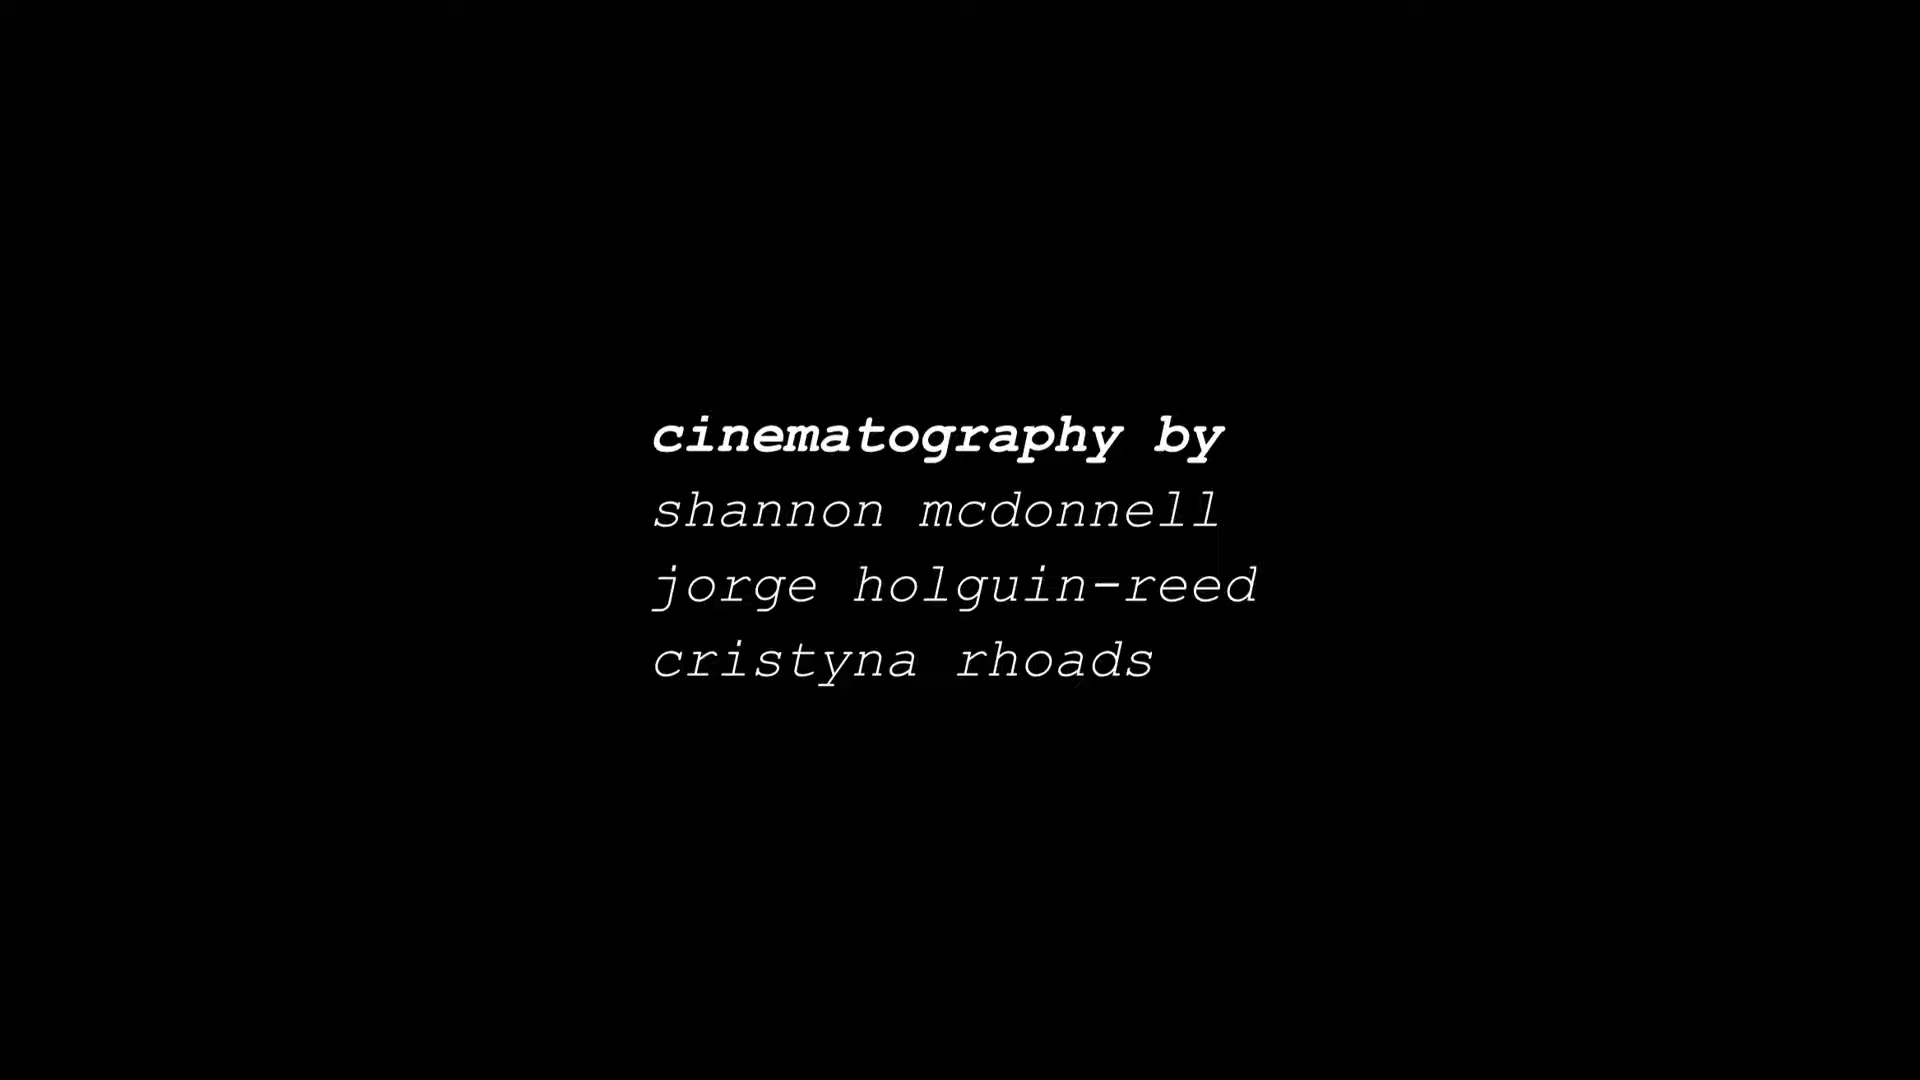 cinematography by
shannon mcdonnell
jorge holguin-reed
cristyna rhoads